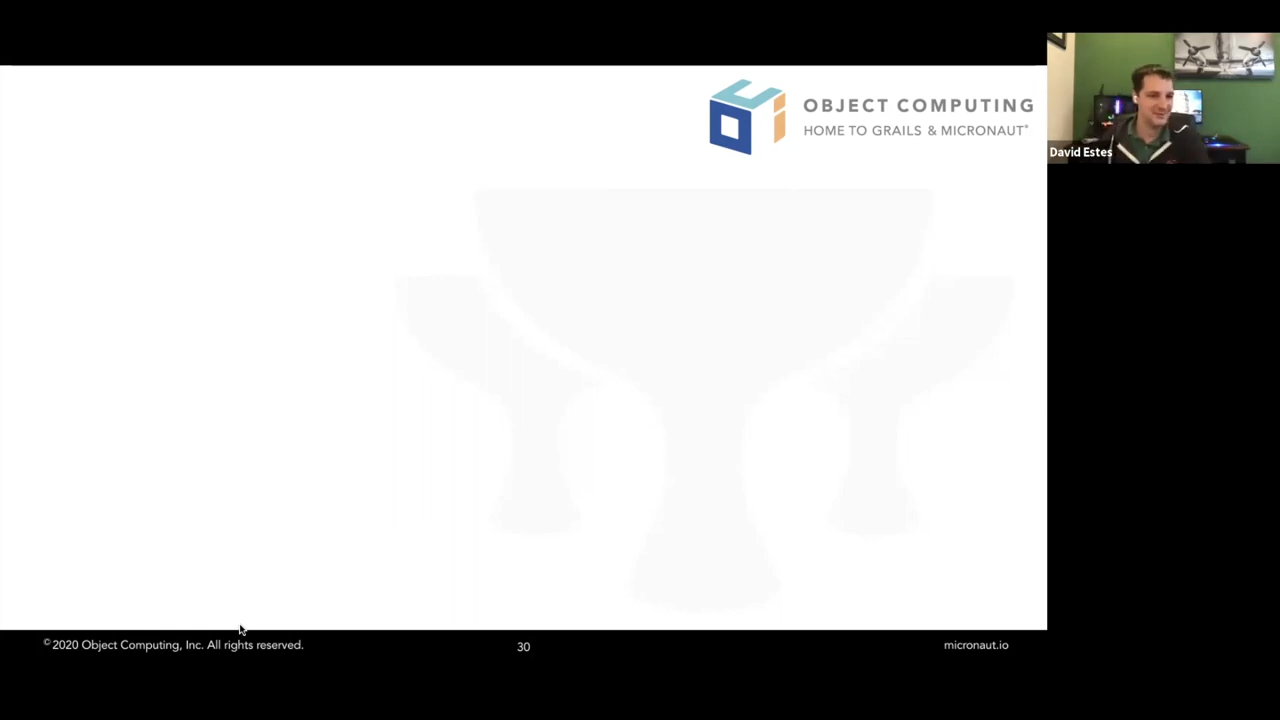 OBJECT COMPUTING
HOME TO GRAILS & MICRONAUT®
David Estes
© 2020 Object Computing, Inc. All rights reserved.
30
micronaut.io